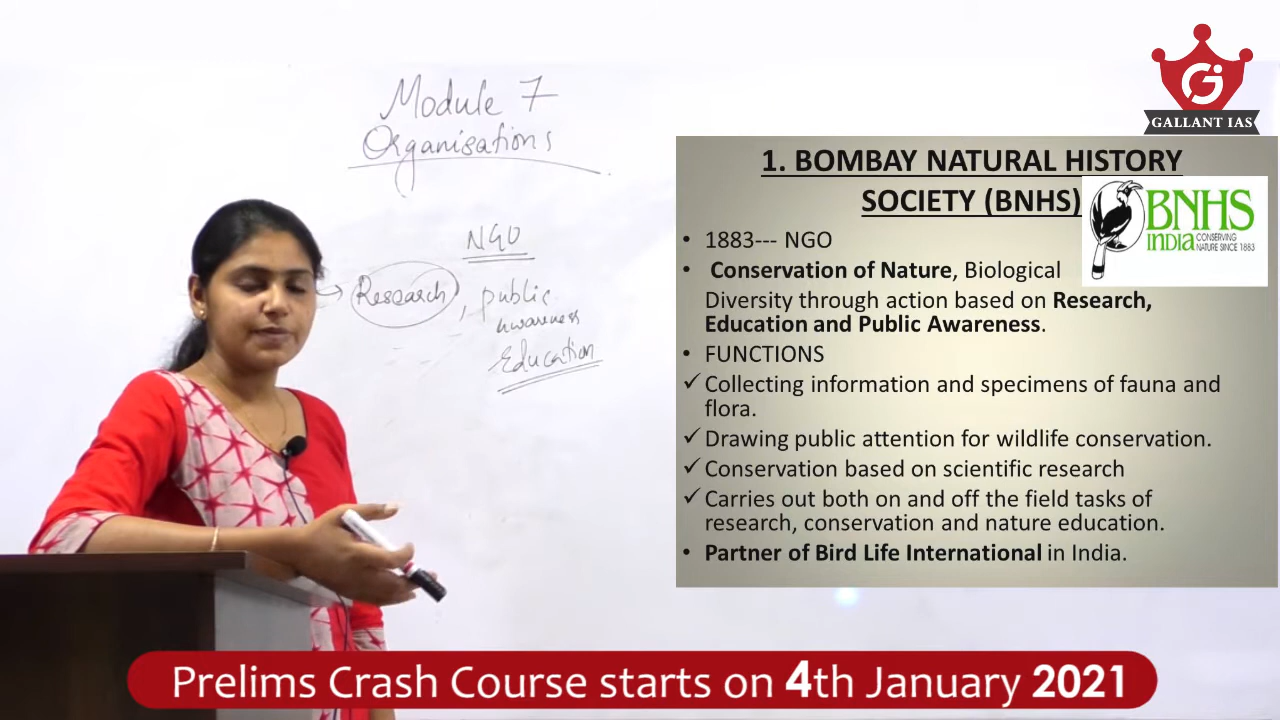 Module 7
Organisations
NGO
Research, public
awareness
Education
GALLANT IAS
1. BOMBAY NATURAL HISTORY
SOCIETY (BNHS)
BNHS
INDIA CONSERVING
NATURE SINCE 1883
• 1883--- NGO
• Conservation of Nature, Biological
Diversity through action based on Research,
Education and Public Awareness.
• FUNCTIONS
✓ Collecting information and specimens of fauna and
flora.
✓ Drawing public attention for wildlife conservation.
✓ Conservation based on scientific research
✓ Carries out both on and off the field tasks of
research, conservation and nature education.
• Partner of Bird Life International in India.
Prelims Crash Course starts on 4th January 2021